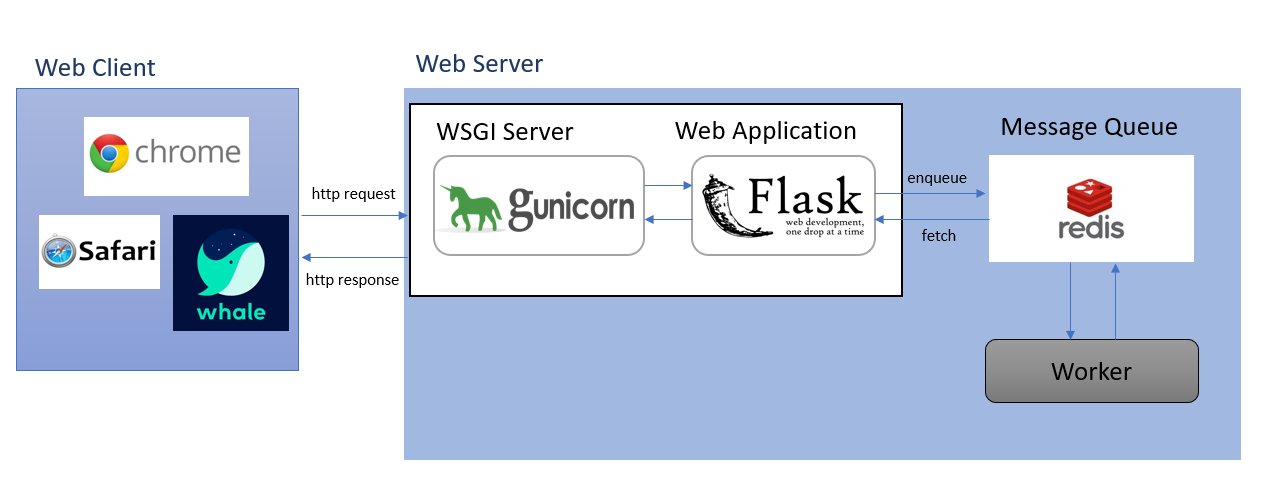 Web Client
Web Server
chrome
Safari
whale
http request
http response
WSGI Server
gunicorn
Web Application
Flask
web development,
one drop at a time
enqueue
fetch
Message Queue
redis
Worker